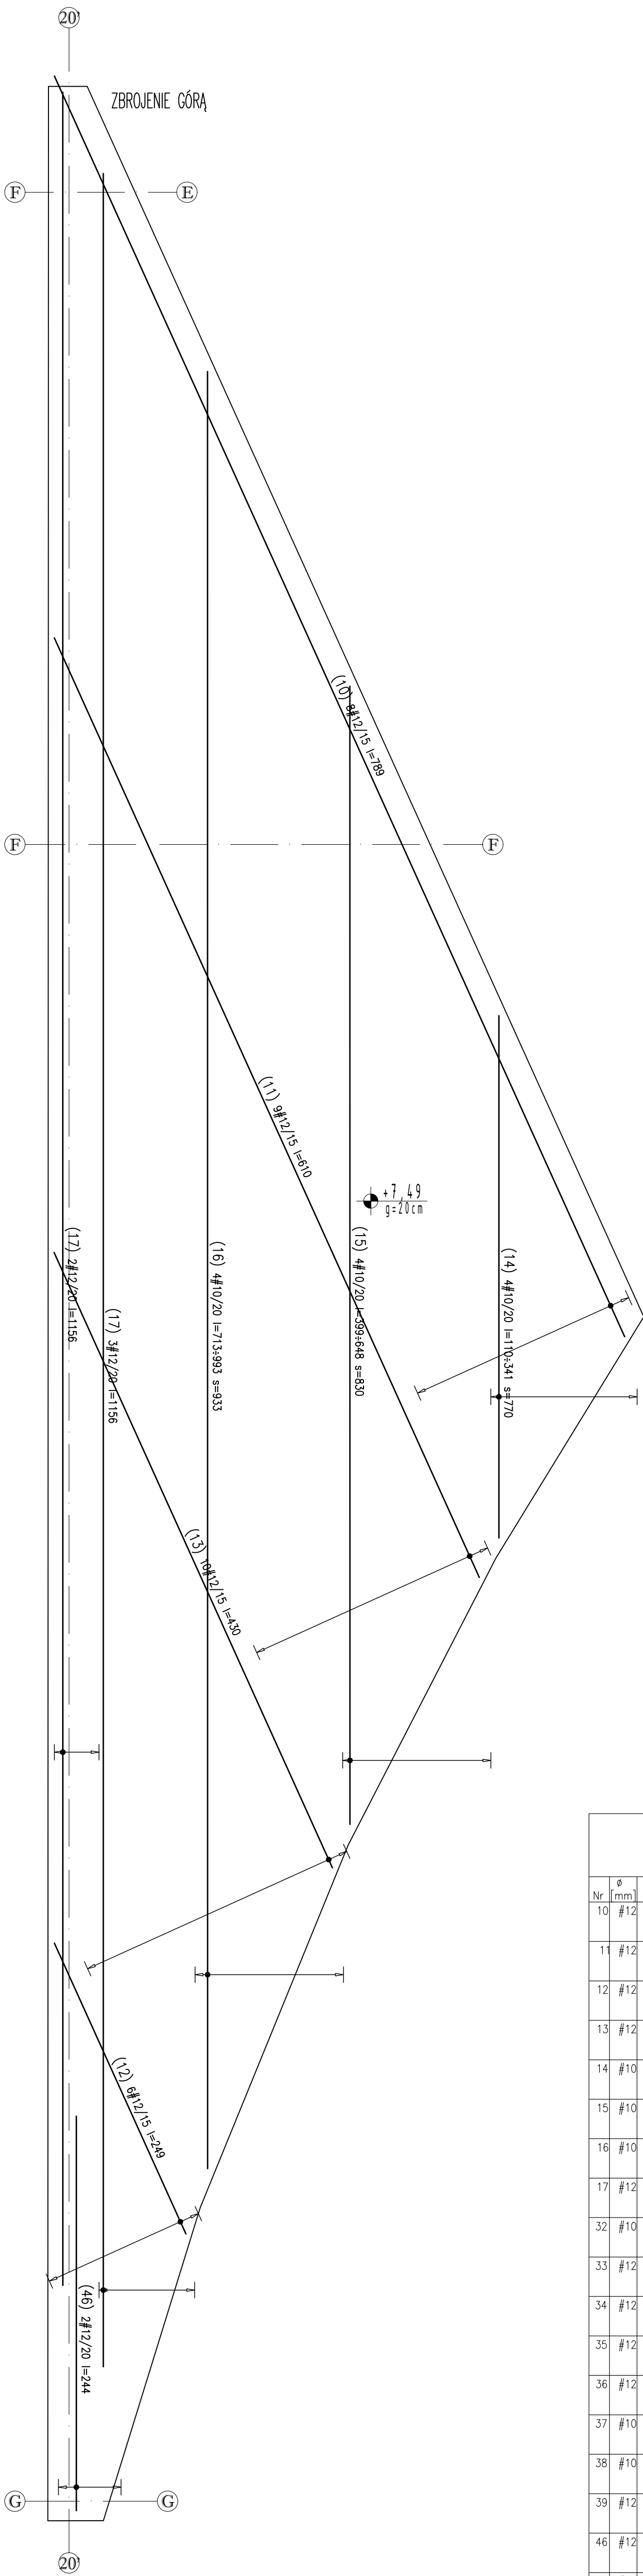 20'
ZBROJENIE GÓRĄ
F
E
(10) 8#12/15 l=789
F
F
(11) 9#12/15 l=610
+7,49
g=20cm
(17) 2#12/20 l=1156
(17) 3#12/20 l=1156
(16) 4#10/20 l=713÷993 s=933
(15) 4#10/20 l=399÷648 s=830
(14) 4#10/20 l=110÷341 s=770
(13) 10#12/15 l=430
(12) 6#12/15 l=249
(46) 2#12/20 l=244
G
G
20'
Nr ø [mm]
10 #12
11 #12
12 #12
13 #12
14 #10
15 #10
16 #10
17 #12
32 #10
33 #12
34 #12
35 #12
36 #12
37 #10
38 #10
39 #12
46 #12